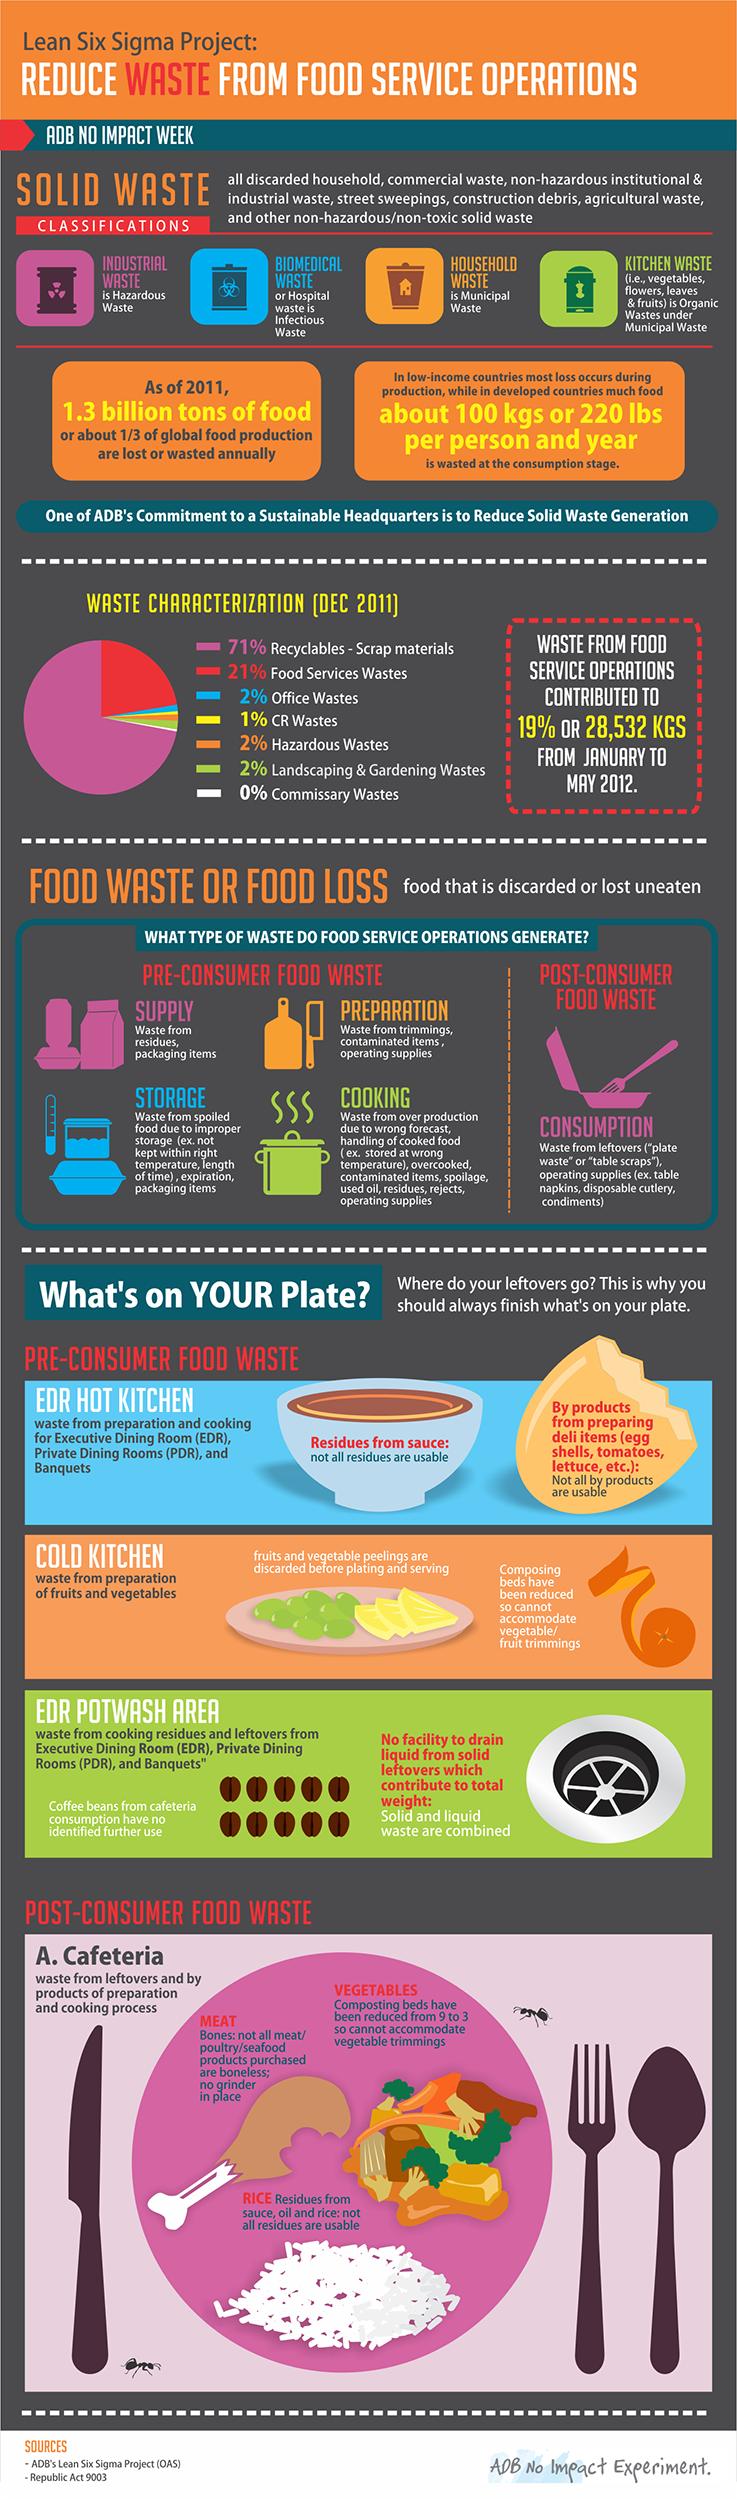 Lean Six Sigma Project:
REDUCE WASTE FROM FOOD SERVICE OPERATIONS
ADB NO IMPACT WEEK
SOLID WASTE
CLASSIFICATIONS
all discarded household, commercial waste, non-hazardous institutional &
industrial waste, street sweepings, construction debris, agricultural waste,
and other non-hazardous/non-toxic solid waste
INDUSTRIAL
WASTE
is Hazardous
Waste
BIOMEDICAL
WASTE
or Hospital
waste is
Infectious
Waste
HOUSEHOLD
WASTE
is Municipal
Waste
KITCHEN WASTE
(i.e., vegetables,
flowers, leaves
& fruits) is Organic
Wastes under
Municipal Waste
As of 2011,
1.3 billion tons of food
or about 1/3 of global food production
are lost or wasted annually
In low-income countries most loss occurs during
production, while in developed countries much food
about 100 kgs or 220 lbs
per person and year
is wasted at the consumption stage.
One of ADB's Commitment to a Sustainable Headquarters is to Reduce Solid Waste Generation
WASTE CHARACTERIZATION (DEC 2011)
71% Recyclables - Scrap materials
21% Food Services Wastes
2% Office Wastes
1% CR Wastes
2% Hazardous Wastes
2% Landscaping & Gardening Wastes
0% Commissary Wastes
WASTE FROM FOOD
SERVICE OPERATIONS
CONTRIBUTED TO
19% OR 28,532 KGS
FROM JANUARY TO
MAY 2012.
FOOD WASTE OR FOOD LOSS
food that is discarded or lost uneaten
WHAT TYPE OF WASTE DO FOOD SERVICE OPERATIONS GENERATE?
PRE-CONSUMER FOOD WASTE
SUPPLY
Waste from
residues,
packaging items
PREPARATION
Waste from trimmings,
contaminated items ,
operating supplies
STORAGE
Waste from spoiled
food due to improper
storage (ex. not
kept within right
temperature, length
of time) , expiration,
packaging items
COOKING
Waste from over production
due to wrong forecast,
handling of cooked food
( ex. stored at wrong
temperature), overcooked,
contaminated items, spoilage,
used oil, residues, rejects,
operating supplies
POST-CONSUMER
FOOD WASTE
CONSUMPTION
Waste from leftovers ("plate
waste" or "table scraps"),
operating supplies (ex. table
napkins, disposable cutlery,
condiments)
What's on YOUR Plate?
Where do your leftovers go? This is why you
should always finish what's on your plate.
PRE-CONSUMER FOOD WASTE
EDR HOT KITCHEN
waste from preparation and cooking
for Executive Dining Room (EDR),
Private Dining Rooms (PDR), and
Banquets
Residues from sauce:
not all residues are usable
By products
from preparing
deli items (egg
shells, tomatoes,
lettuce, etc.):
Not all by products
are usable
COLD KITCHEN
waste from preparation
of fruits and vegetables
fruits and vegetable peelings are
discarded before plating and serving
Composing
beds have
been reduced
so cannot
accommodate
vegetable/
fruit trimmings
EDR POTWASH AREA
waste from cooking residues and leftovers from
Executive Dining Room (EDR), Private Dining
Rooms (PDR), and Banquets"
Coffee beans from cafeteria
consumption have no
identified further use
No facility to drain
liquid from solid
leftovers which
contribute to total
weight:
Solid and liquid
waste are combined
POST-CONSUMER FOOD WASTE
A. Cafeteria
waste from leftovers and by
products of preparation
and cooking process
MEAT
Bones: not all meat/
poultry/seafood
products purchased
are boneless;
no grinder
in place
VEGETABLES
Composting beds have
been reduced from 9 to 3
so cannot accommodate
vegetable trimmings
RICE Residues from
sauce, oil and rice: not
all residues are usable
SOURCES
- ADB's Lean Six Sigma Project (OAS)
- Republic Act 9003
ADB No Impact Experiment.